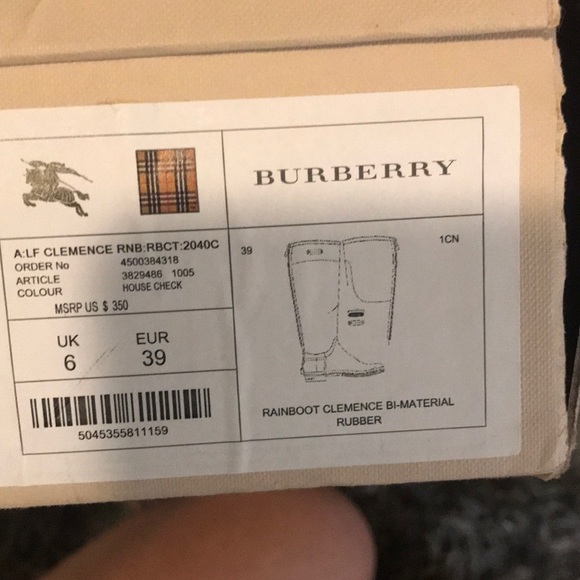 BURBERRY
A:LF CLEMENCE RNB:RBCT:2040C
ORDER No 4500384318
ARTICLE 3829486 1005
COLOUR HOUSE CHECK
MSRP US $ 350
UK EUR
6 39
5045355811159
39 1CN
RAINBOOT CLEMENCE BI-MATERIAL
RUBBER